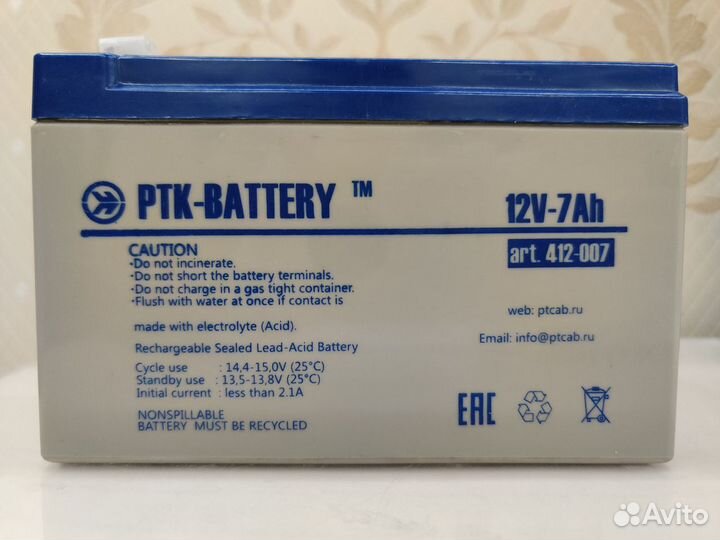 PTK-BATTERY ™
12V-7Ah
art. 412-007
CAUTION
•Do not incinerate.
•Do not short the battery terminals.
•Do not charge in a gas tight container.
•Flush with water at once if contact is
made with electrolyte (Acid).
Rechargeable Sealed Lead-Acid Battery
Cycle use : 14,4-15,0V (25°C)
Standby use : 13,5-13,8V (25°C)
Initial current : less than 2.1A
NONSPILLABLE
BATTERY MUST BE RECYCLED
web: ptcab.ru
Email: info@ptcab.ru
EAC
Avito